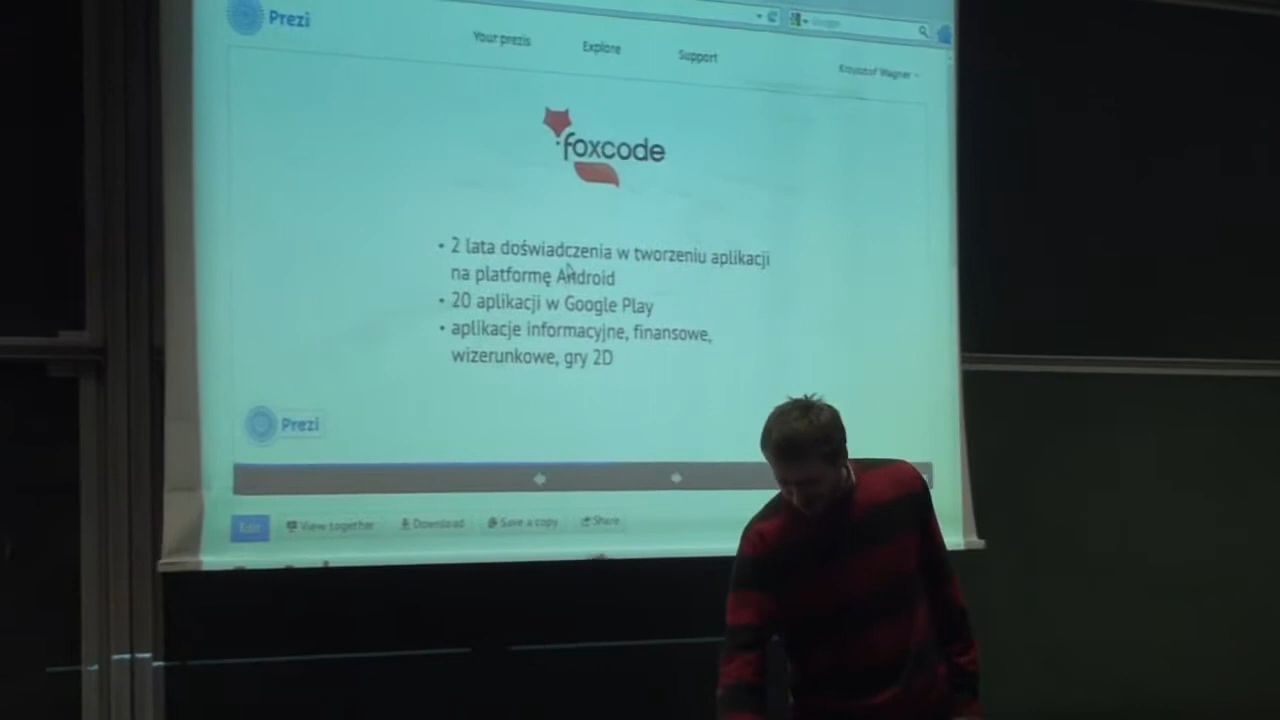 Prezi
Your prezis Explore Support
Krzysztof Wagner
foxcode
• 2 lata doświadczenia w tworzeniu aplikacji
na platformę Android
• 20 aplikacji w Google Play
• aplikacje informacyjne, finansowe,
wizerunkowe, gry 2D
Prezi
Edit View together Download Save a copy Share